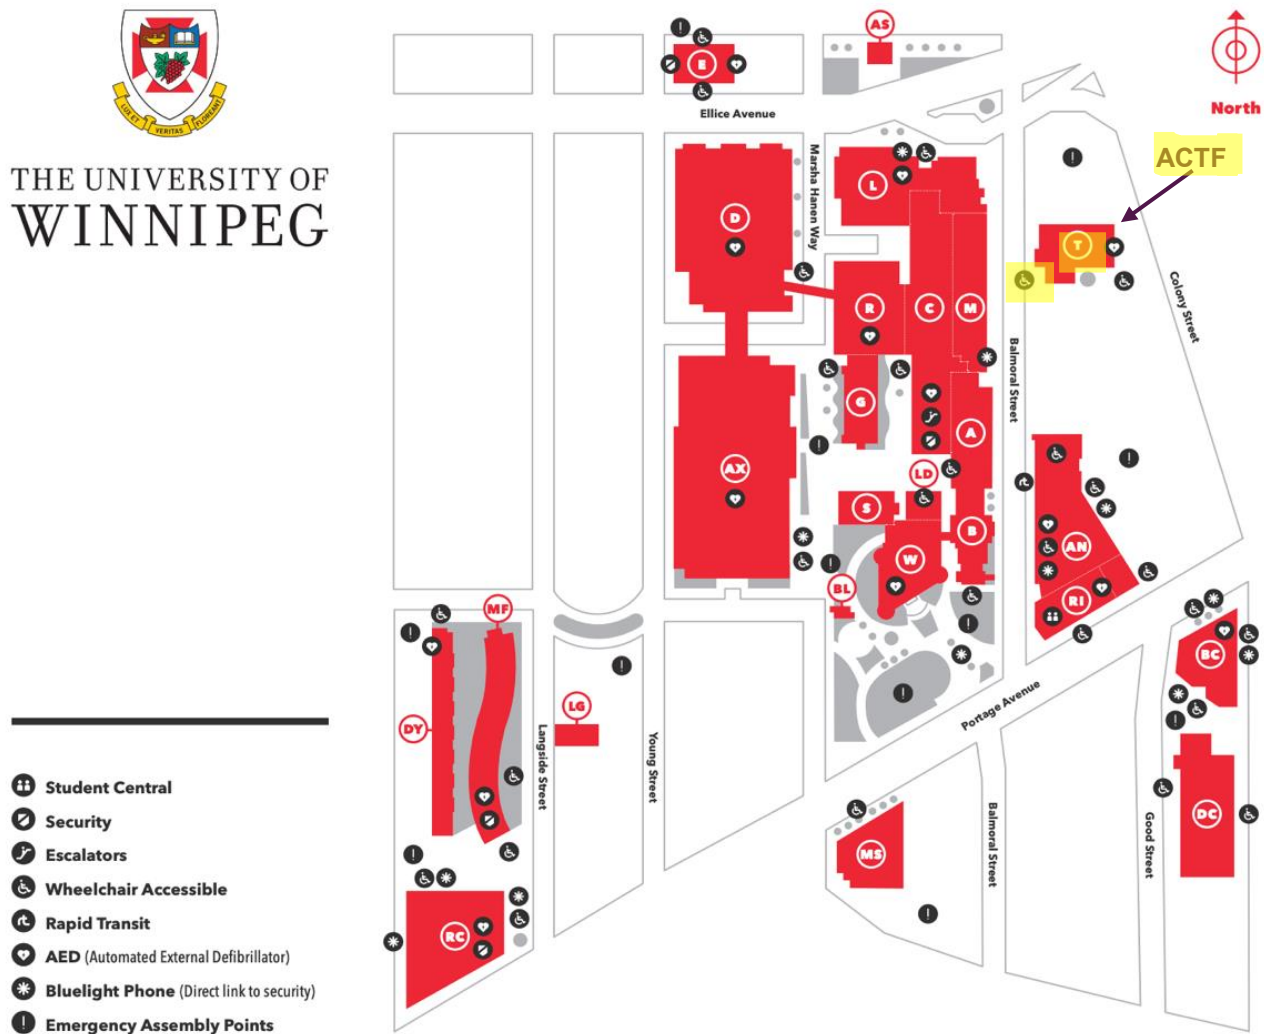 LUX ET VERITAS FLOREANT
THE UNIVERSITY OF
WINNIPEG
Student Central
Security
Escalators
Wheelchair Accessible
Rapid Transit
AED (Automated External Defibrillator)
Bluelight Phone (Direct link to security)
Emergency Assembly Points
AS
E
Ellice Avenue
North
ACTF
Marsha Hanen Way
L
D
T
Colony Street
R
C
M
Balmoral Street
G
A
AX
LD
S
B
W
AN
BL
RI
MF
BC
DY
LG
Portage Avenue
Langside Street
Young Street
MS
Balmoral Street
Good Street
DC
RC